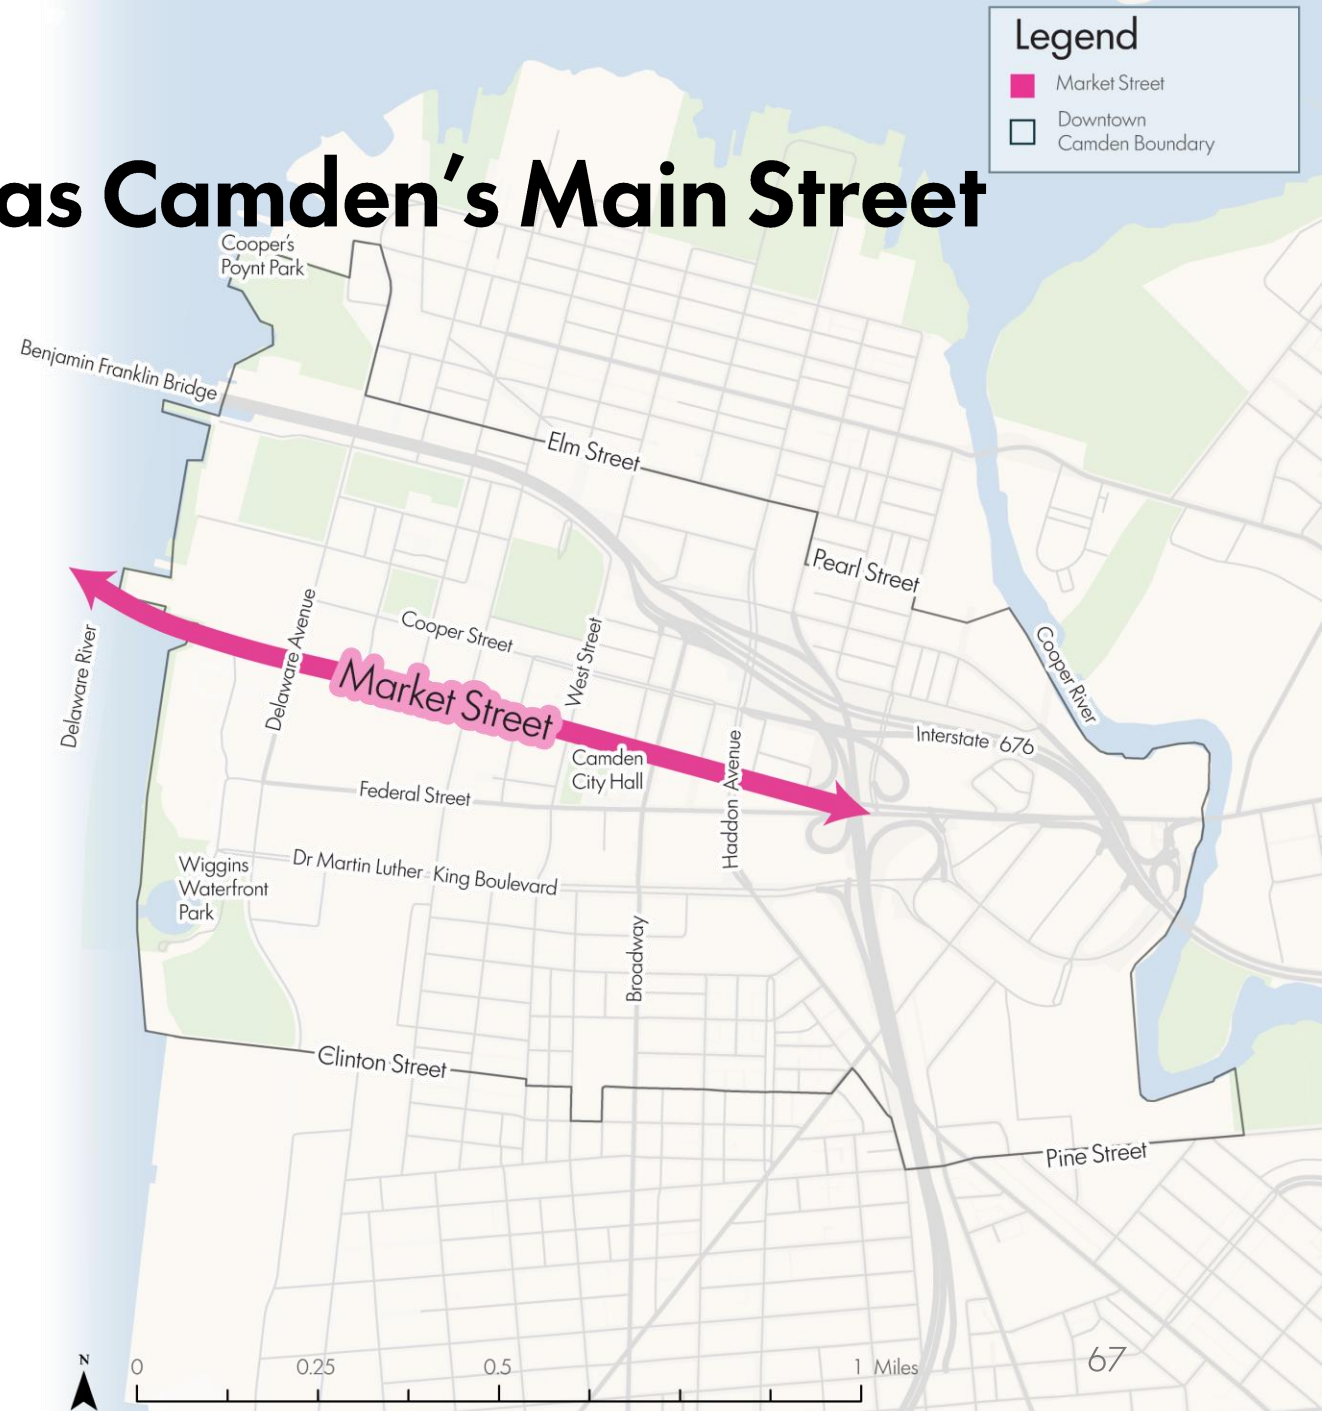 Legend
Market Street
Downtown
Camden Boundary
as Camden’s Main Street
Cooper's
Poynt Park
Benjamin Franklin Bridge
Elm Street
Pearl Street
Cooper Street
West Street
Delaware Avenue
Delaware River
Cooper River
Market Street
Interstate 676
Camden
City Hall
Haddon Avenue
Federal Street
Dr Martin Luther King Boulevard
Wiggins
Waterfront
Park
Broadway
Clinton Street
Pine Street
N
0 0.25 0.5 1 Miles
67